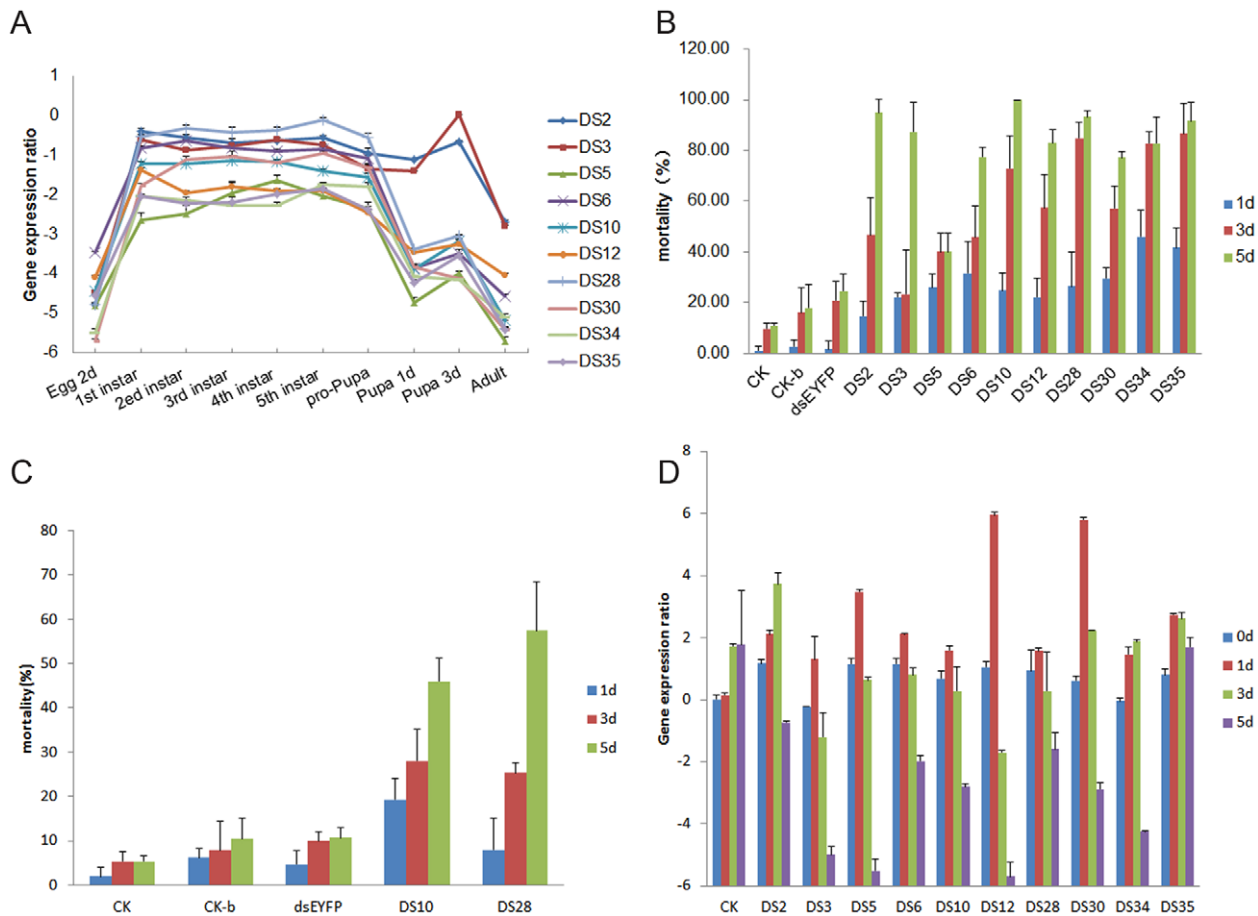 A
1
0
-1
-2
-3
-4
-5
-6
Gene expression ratio
Egg 2d
1st instar
2ed instar
3rd instar
4th instar
5th instar
pro-Pupa
Pupa 1d
Pupa 3d
Adult
DS2
DS3
DS5
DS6
DS10
DS12
DS28
DS30
DS34
DS35
B
120.00
100.00
80.00
60.00
40.00
20.00
0.00
mortality (%)
CK
CK-b
dsEYFP
DS2
DS3
DS5
DS6
DS10
DS12
DS28
DS30
DS34
DS35
1d
3d
5d
C
80
70
60
50
40
30
20
10
0
mortality(%)
CK
CK-b
dsEYFP
DS10
DS28
1d
3d
5d
D
8
6
4
2
0
-2
-4
-6
Gene expression ratio
CK
DS2
DS3
DS5
DS6
DS10
DS12
DS28
DS30
DS34
DS35
0d
1d
3d
5d